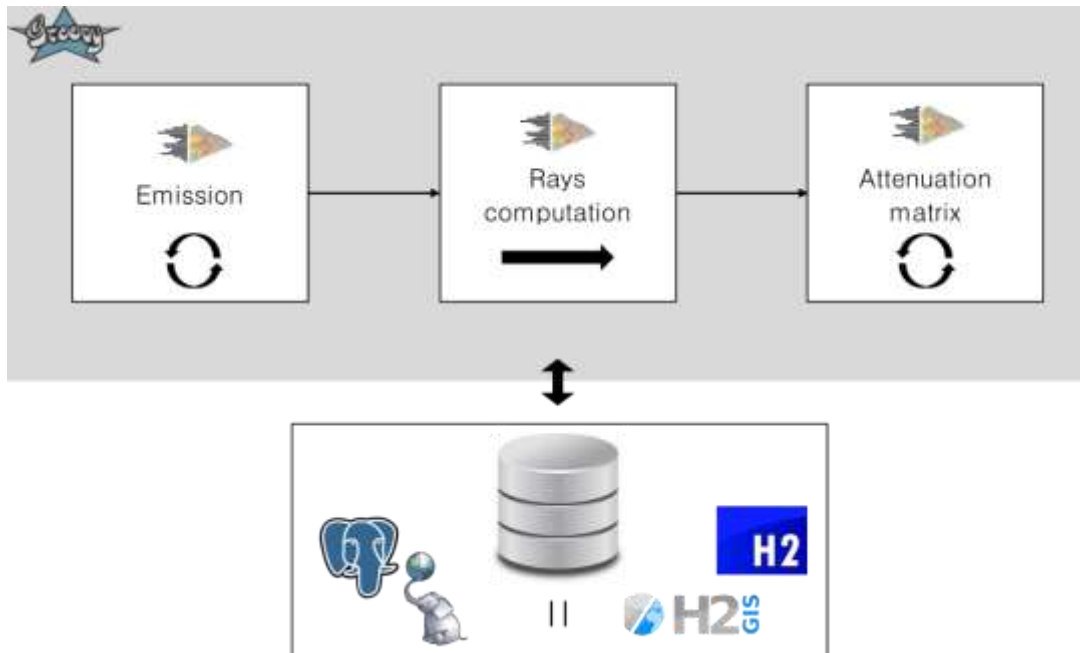 Groovy
Emission
Rays
computation
Attenuation
matrix
H2
||
H2
GIS